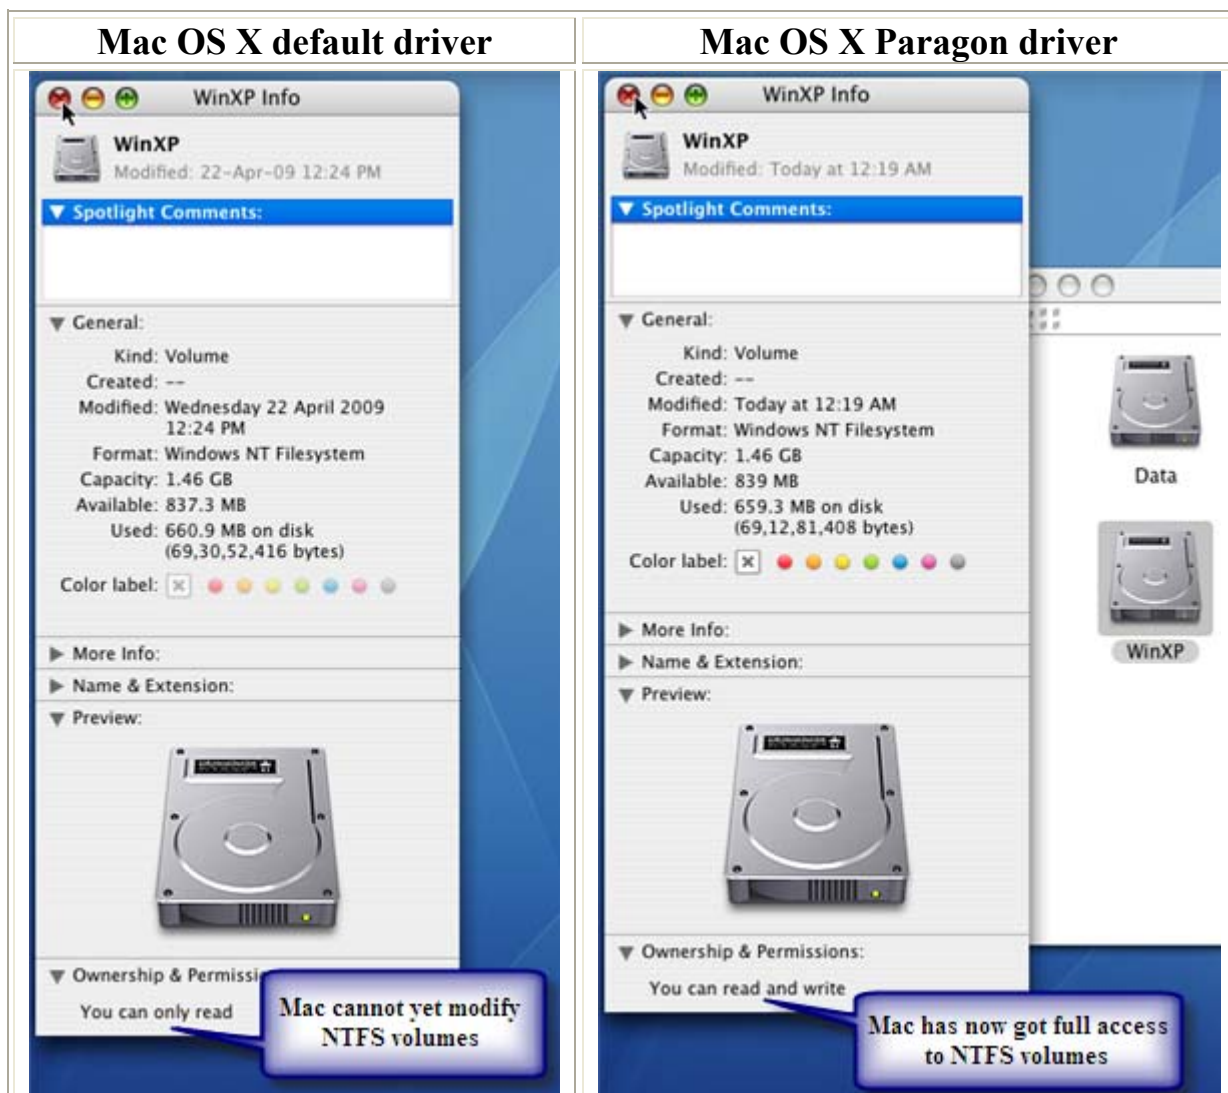 Mac OS X default driver
Mac OS X Paragon driver
WinXP Info
WinXP
Modified: 22-Apr-09 12:24 PM
Spotlight Comments:
General:
Kind: Volume
Created: --
Modified: Wednesday 22 April 2009
12:24 PM
Format: Windows NT Filesystem
Capacity: 1.46 GB
Available: 837.3 MB
Used: 660.9 MB on disk
(69,30,52,416 bytes)
Color label:
More Info:
Name & Extension:
Preview:
Ownership & Permissi
You can only read
Mac cannot yet modify
NTFS volumes
WinXP Info
WinXP
Modified: Today at 12:19 AM
Spotlight Comments:
General:
Kind: Volume
Created: --
Modified: Today at 12:19 AM
Format: Windows NT Filesystem
Capacity: 1.46 GB
Available: 839 MB
Used: 659.3 MB on disk
(69,12,81,408 bytes)
Color label:
More Info:
Name & Extension:
Preview:
Ownership & Permissions:
You can read and write
Mac has now got full access
to NTFS volumes
Data
WinXP